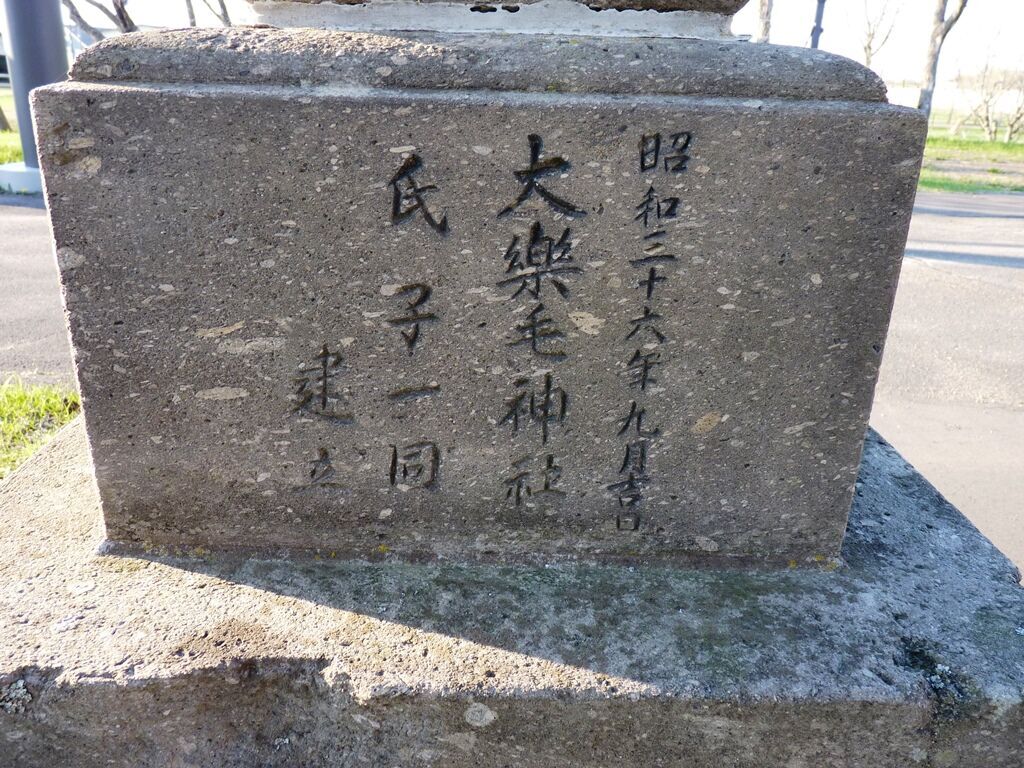 昭和三十六年九月吉日
大樂毛神社
氏子一同
建立